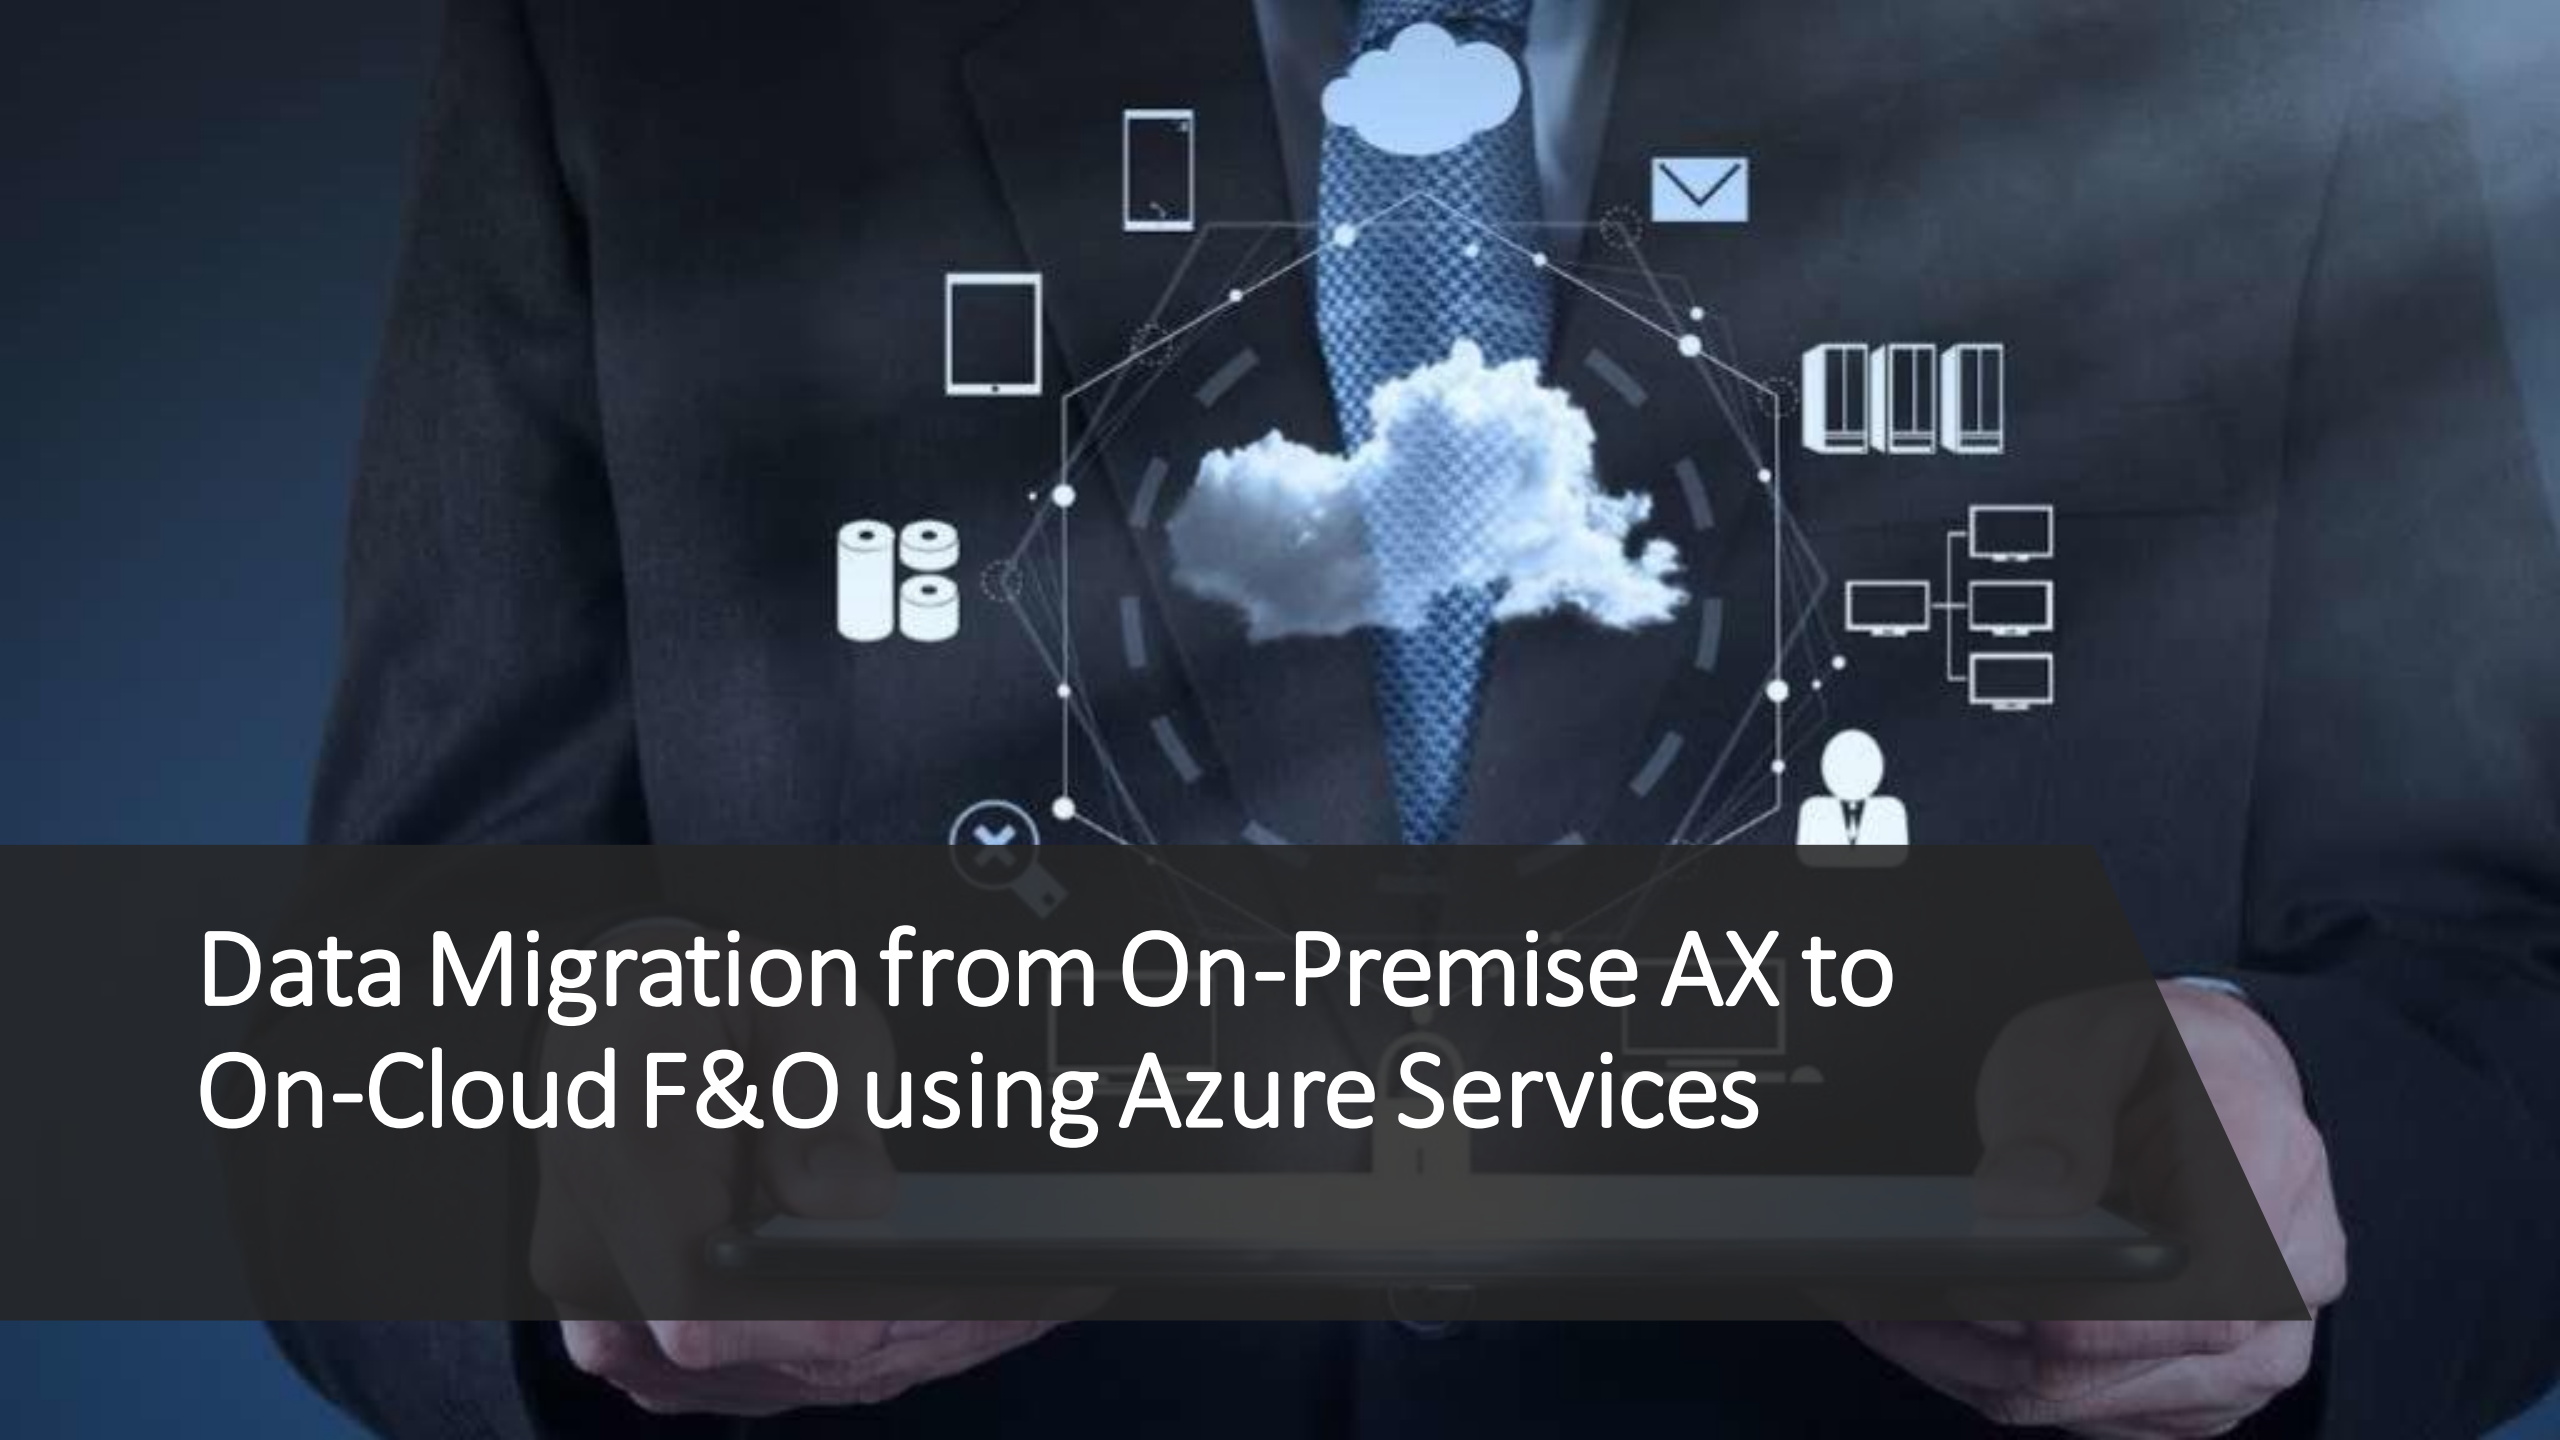 Data Migration from On-Premise AX to
On-Cloud F&O using Azure Services